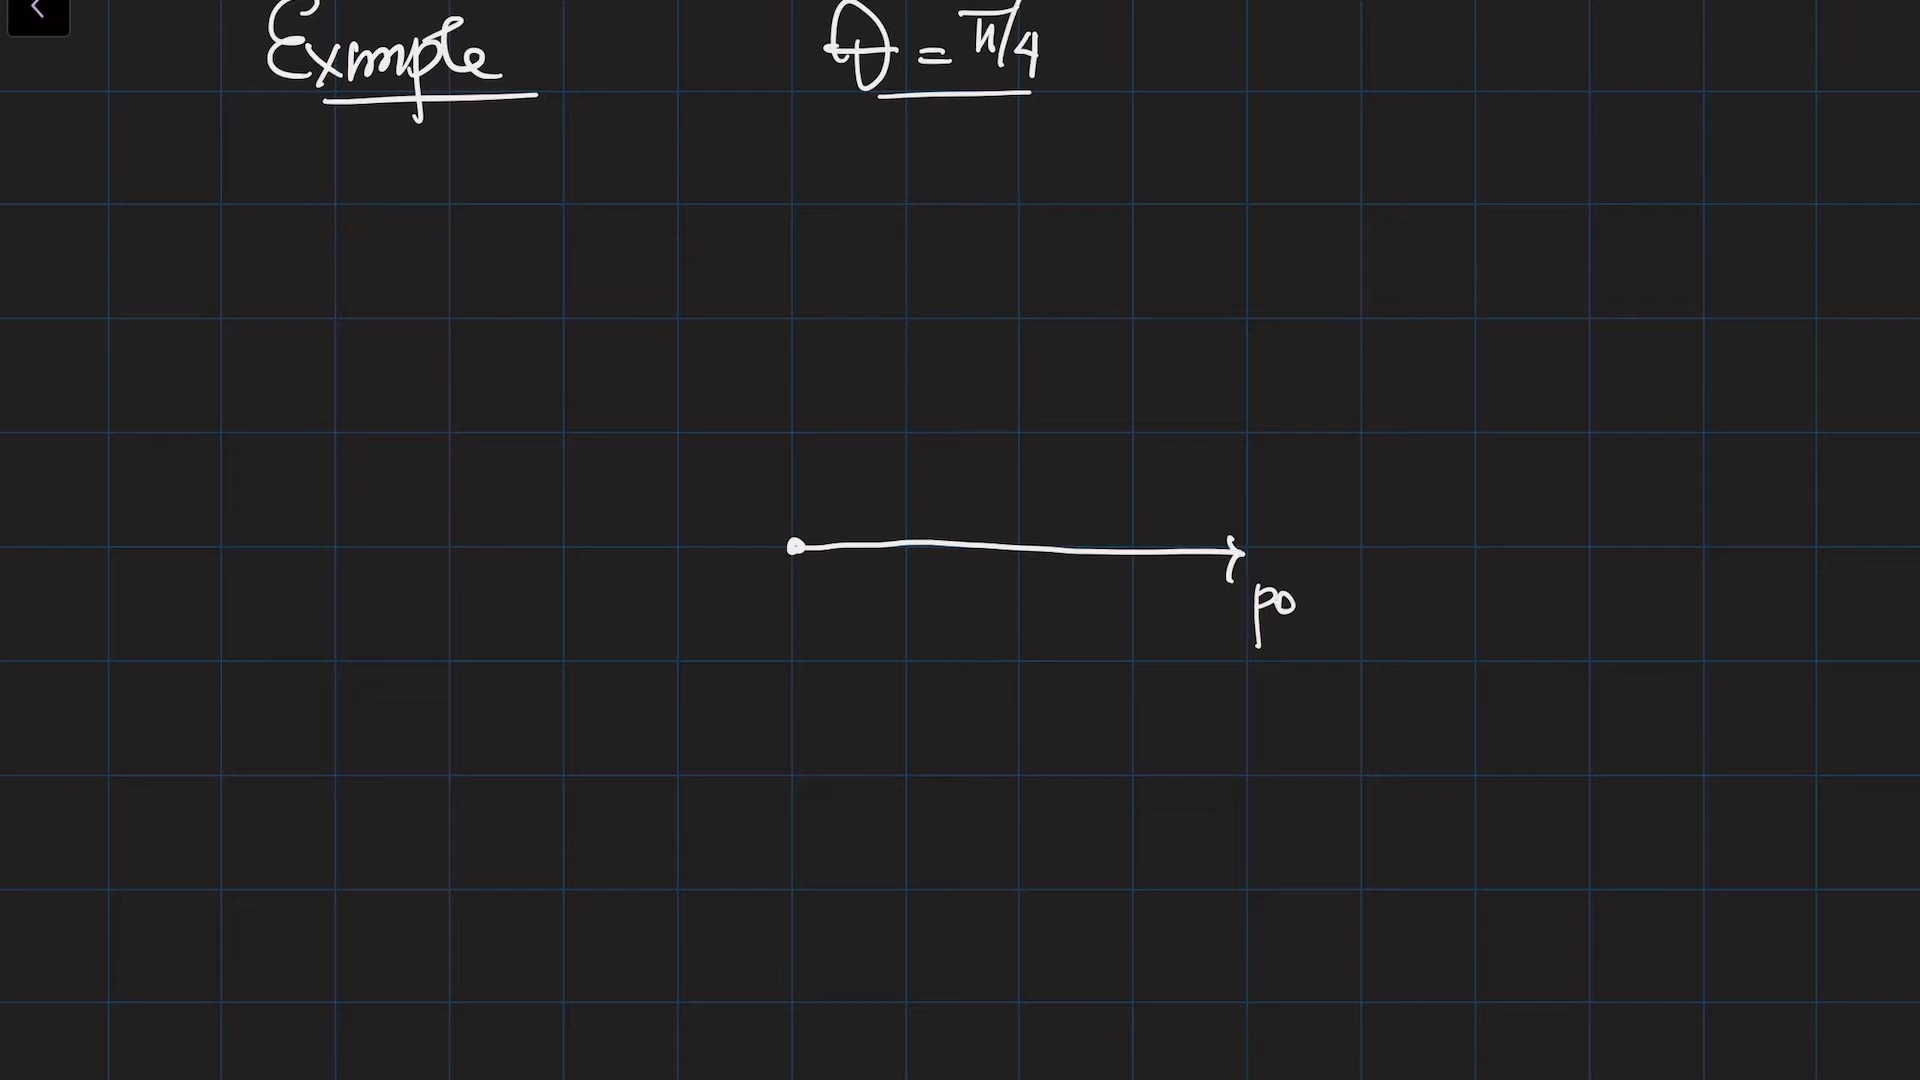 Example
θ = π/4
po